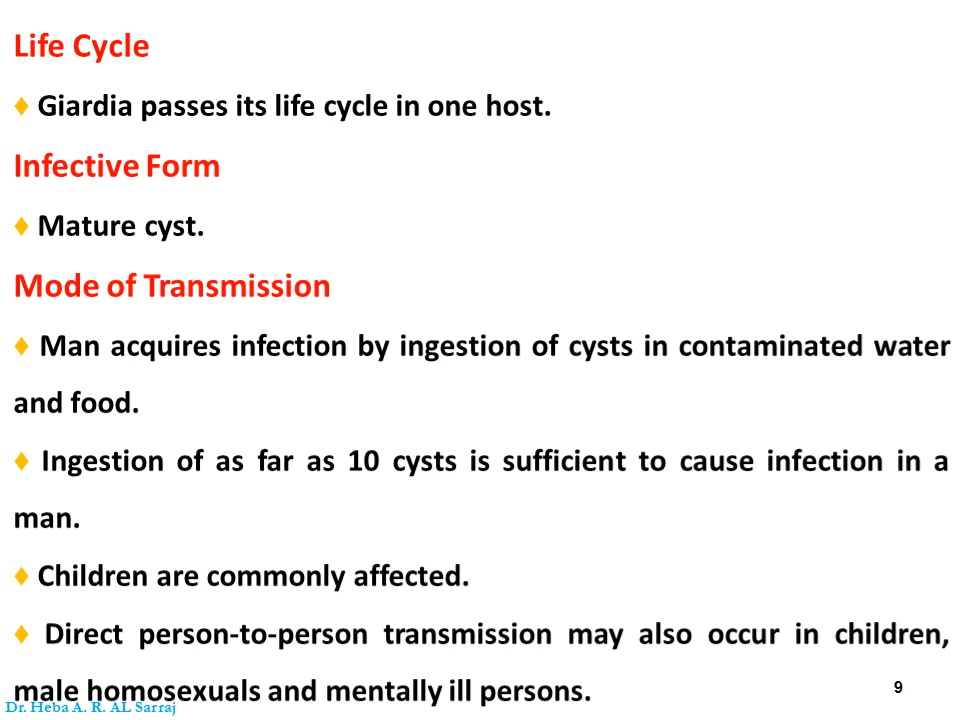 Life Cycle
♦ Giardia passes its life cycle in one host.
Infective Form
♦ Mature cyst.
Mode of Transmission
♦ Man acquires infection by ingestion of cysts in contaminated water
and food.
♦ Ingestion of as far as 10 cysts is sufficient to cause infection in a
man.
♦ Children are commonly affected.
♦ Direct person-to-person transmission may also occur in children,
male homosexuals and mentally ill persons.
9
Dr. Heba A. R. AL Sarraj